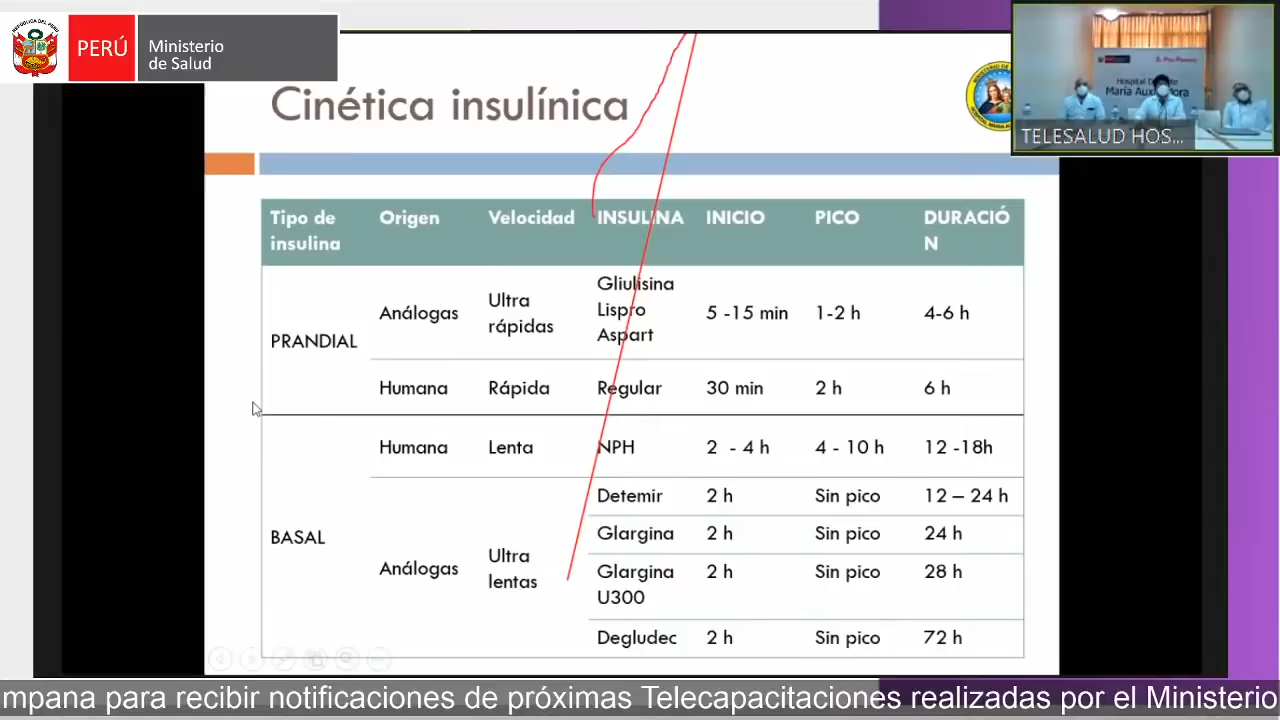 PERÚ
Ministerio
de Salud
Cinética insulínica
Hospital
María Auxiliadora
TELESALUD HOS...
Tipo de insulina Origen Velocidad INSULINA INICIO PICO DURACIÓ
N
PRANDIAL
Análogas
Ultra
rápidas
Gliulisina
Lispro
Aspart
5 -15 min 1-2 h 4-6 h
Humana Rápida Regular 30 min 2 h 6 h
BASAL
Humana Lenta NPH 2 - 4 h 4 - 10 h 12 -18h
Análogas
Ultra
lentas
Detemir 2 h Sin pico 12 – 24 h
Glargina 2 h Sin pico 24 h
Glargina
U300
2 h Sin pico 28 h
Degludec 2 h Sin pico 72 h
mpana para recibir notificaciones de próximas Telecapacitaciones realizadas por el Ministerio